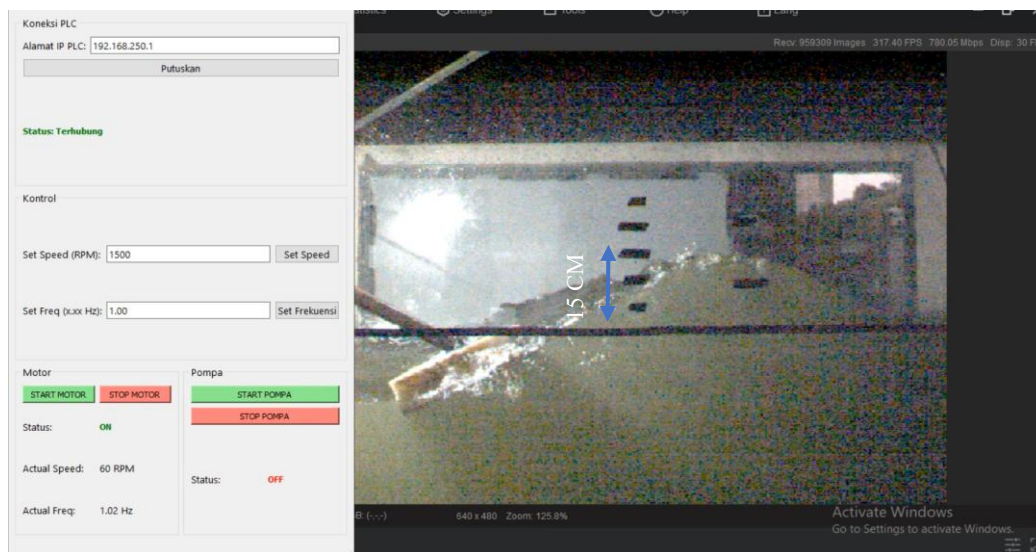 Koneksi PLC
Alamat IP PLC: 192.168.250.1
Putuskan
Status: Terhubung
Kontrol
Set Speed (RPM): 1500 Set Speed
Set Freq (x.xx Hz): 1.00 Set Frekuensi
Motor
START MOTOR STOP MOTOR
Status: ON
Actual Speed: 60 RPM
Actual Freq: 1.02 Hz
Pompa
START POMPA
STOP POMPA
Status: OFF
Settings Tools Help Lang
Recv: 959309 Images 317.40 FPS 780.05 Mbps Disp: 30
15 CM
640 x 480 Zoom: 125.8%
Activate Windows
Go to Settings to activate Windows.